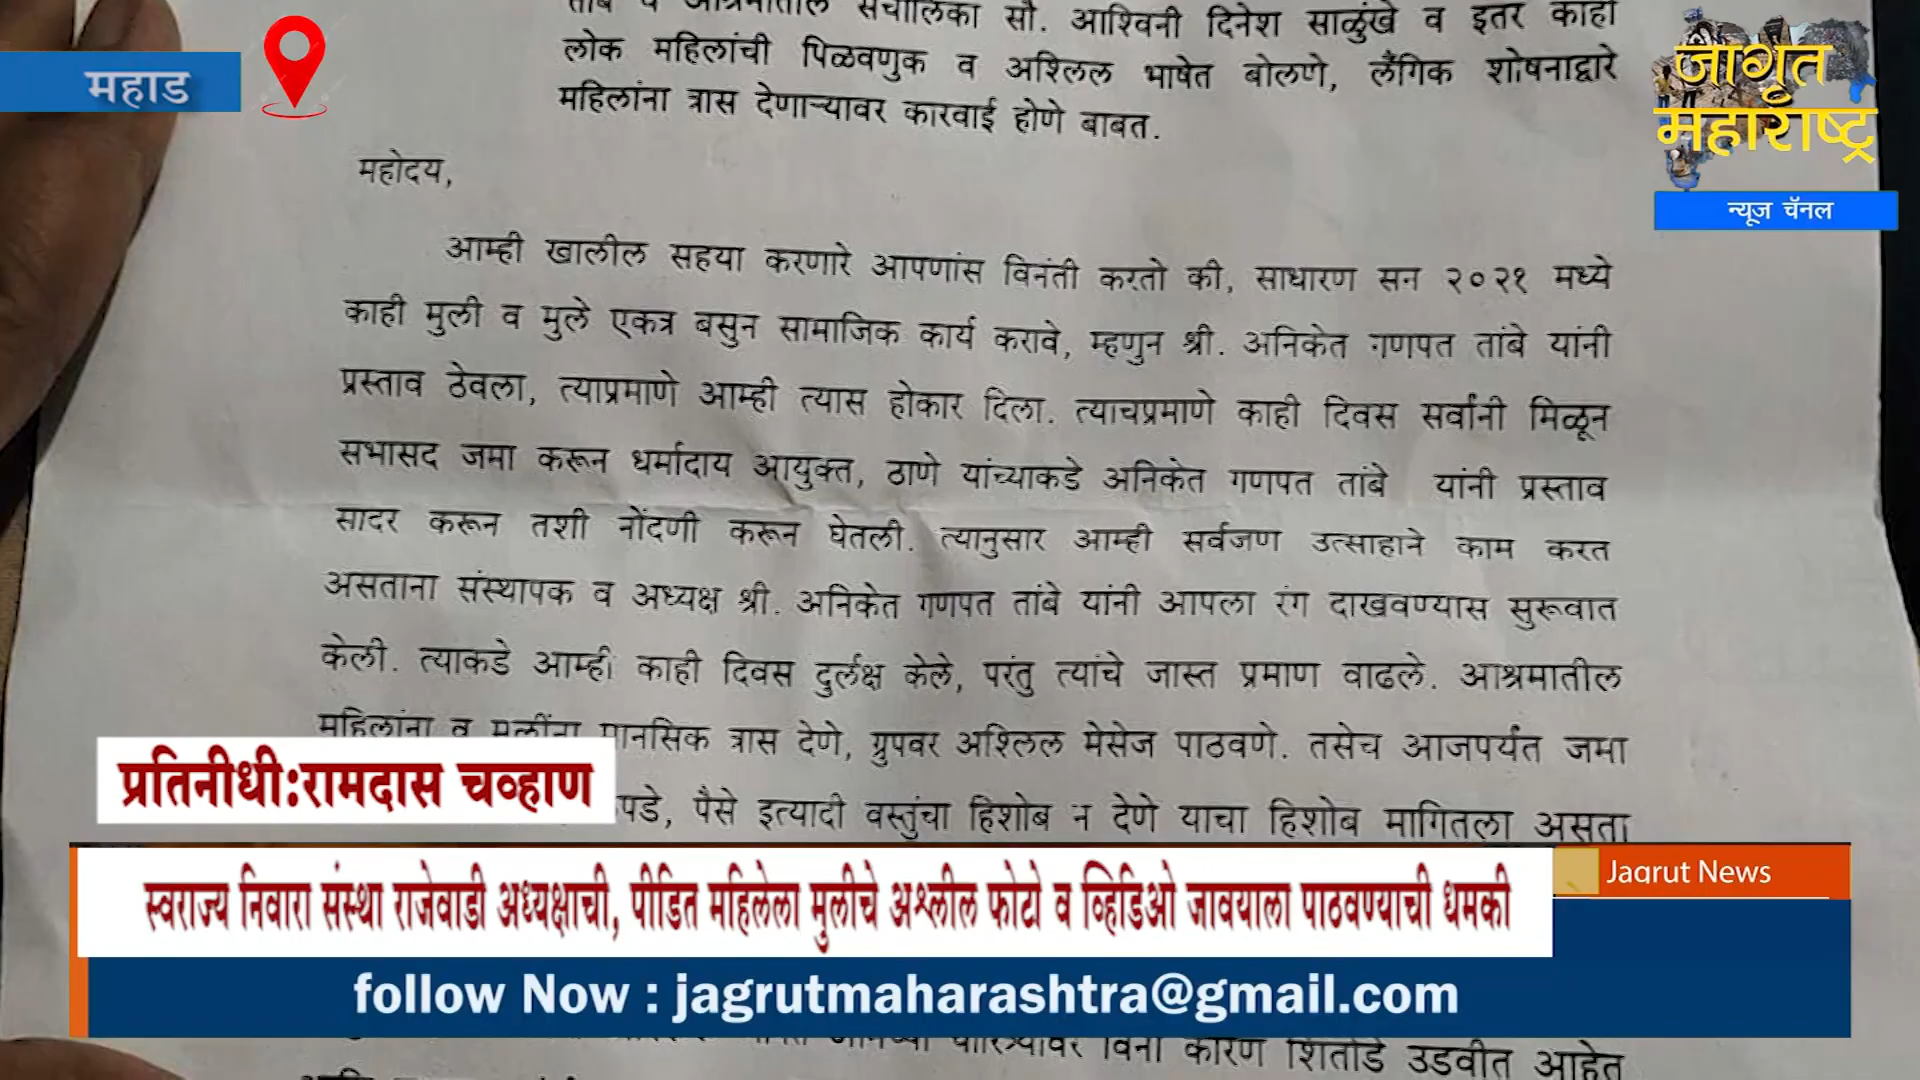 सौ. आश्विनी दिनेश साळुंखे व इतर काही
लोक महिलांची पिळवणुक व अश्लिल भाषेत बोलणे, लैंगिक शोषनाद्वारे
महिलांना त्रास देणाऱ्यावर कारवाई होणे बाबत.
महाड
जागृत
महाराष्ट्र
न्यूज चॅनल
महोदय,
आम्ही खालील सहया करणारे आपणांस विनंती करतो की, साधारण सन २०२१ मध्ये
काही मुली व मुले एकत्र बसुन सामाजिक कार्य करावे, म्हणुन श्री. अनिकेत गणपत तांबे यांनी
प्रस्ताव ठेवला, त्याप्रमाणे आम्ही त्यास होकार दिला. त्याचप्रमाणे काही दिवस सर्वांनी मिळून
सभासद जमा करून धर्मादाय आयुक्त, ठाणे यांच्याकडे अनिकेत गणपत तांबे यांनी प्रस्ताव
सादर करून तशी नोंदणी करून घेतली. त्यानुसार आम्ही सर्वजण उत्साहाने काम करत
असताना संस्थापक व अध्यक्ष श्री. अनिकेत गणपत तांबे यांनी आपला रंग दाखवण्यास सुरूवात
केली. त्याकडे आम्ही काही दिवस दुर्लक्ष केले, परंतु त्यांचे जास्त प्रमाण वाढले. आश्रमातील
महिलांना व मुलींना मानसिक त्रास देणे, ग्रुपवर अश्लिल मेसेज पाठवणे. तसेच आजपर्यंत जमा
पैसे इत्यादी वस्तुंचा हिशोब न देणे याचा हिशोब मागितला असता
प्रतिनीधी:रामदास चव्हाण
Jagrut News
स्वराज्य निवारा संस्था राजेवाडी अध्यक्षाची, पीडित महिलेला मुलीचे अश्लील फोटो व व्हिडिओ जावयाला पाठवण्याची धमकी
follow Now : jagrutmaharashtra@gmail.com
विना कारण शिंतोडे उडवीत आहेत